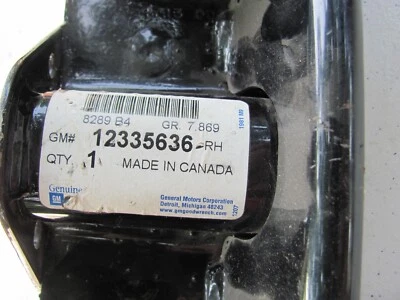 8289 B4 GR. 7.869
GM# 12335636-RH
QTY 1 MADE IN CANADA
Genuine
GM
General Motors Corporation
Detroit, Michigan 48243
www.gmgoodwrench.com